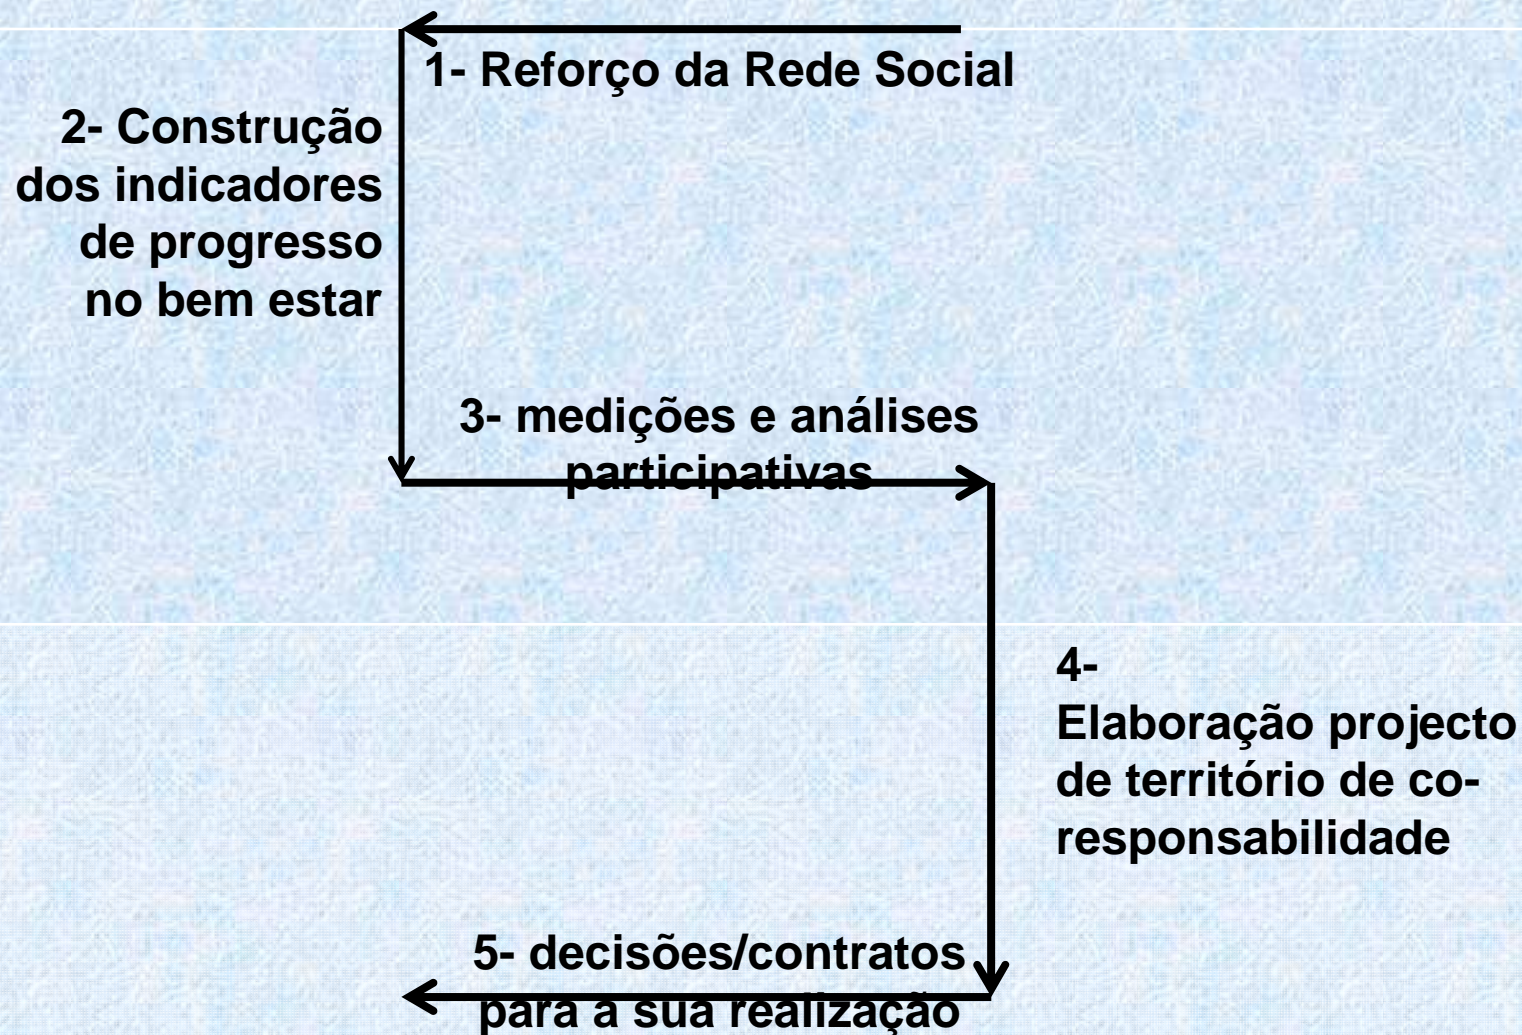 1- Reforço da Rede Social
2- Construção
dos indicadores
de progresso
no bem estar
3- medições e análises
participativas
4-
Elaboração projecto
de território de co-
responsabilidade
5- decisões/contratos
para a sua realização